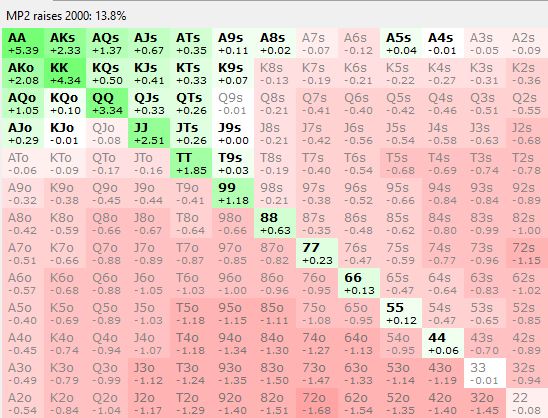 MP2 raises 2000: 13.8%
AA AKs AQs AJs ATs A9s A8s A7s A6s A5s A4s A3s A2s
+5.39 +2.33 +1.37 +0.67 +0.35 +0.11 +0.02 -0.07 -0.12 +0.04 -0.01 -0.05 -0.09
AKo KK KQs KJs KTs K9s K8s K7s K6s K5s K4s K3s K2s
+2.08 +4.34 +0.50 +0.41 +0.33 +0.07 -0.13 -0.19 -0.21 -0.22 -0.27 -0.31 -0.36
AQo KQo QQ QJs QTs Q9s Q8s Q7s Q6s Q5s Q4s Q3s Q2s
+1.05 +0.10 +3.34 +0.33 +0.26 -0.01 -0.21 -0.41 -0.40 -0.42 -0.46 -0.51 -0.55
AJo KJo QJo JJ JTs J9s J8s J7s J6s J5s J4s J3s J2s
+0.29 -0.01 -0.08 +2.51 +0.26 +0.00 -0.21 -0.42 -0.56 -0.54 -0.58 -0.63 -0.68
ATo KTo QTo JTo TT T9s T8s T7s T6s T5s T4s T3s T2s
-0.06 -0.09 -0.17 -0.16 +1.85 +0.03 -0.19 -0.40 -0.54 -0.68 -0.69 -0.74 -0.78
A9o K9o Q9o J9o T9o 99 98s 97s 96s 95s 94s 93s 92s
-0.32 -0.38 -0.45 -0.44 -0.41 +1.18 -0.21 -0.38 -0.52 -0.66 -0.84 -0.84 -0.89
A8o K8o Q8o J8o T8o 98o 88 87s 86s 85s 84s 83s 82s
-0.42 -0.59 -0.66 -0.67 -0.64 -0.66 +0.63 -0.35 -0.48 -0.62 -0.80 -0.99 -1.00
A7o K7o Q7o J7o T7o 97o 87o 77 76s 75s 74s 73s 72s
-0.51 -0.66 -0.88 -0.89 -0.87 -0.85 -0.82 +0.23 -0.47 -0.59 -0.77 -0.96 -1.15
A6o K6o Q6o J6o T6o 96o 86o 76o 66 65s 64s 63s 62s
-0.57 -0.68 -0.88 -1.05 -1.03 -1.00 -0.96 -0.95 +0.13 -0.47 -0.64 -0.83 -1.02
A5o K5o Q5o J5o T5o 95o 85o 75o 65o 55 54s 53s 52s
-0.40 -0.69 -0.89 -1.03 -1.18 -1.15 -1.11 -1.08 -0.95 +0.12 -0.47 -0.65 -0.85
A4o K4o Q4o J4o T4o 94o 84o 74o 64o 54o 44 43s 42s
-0.45 -0.74 -0.94 -1.07 -1.18 -1.34 -1.30 -1.27 -1.13 -0.95 +0.06 -0.70 -0.89
A3o K3o Q3o J3o T3o 93o 83o 73o 63o 53o 43o 33 32s
-0.49 -0.79 -0.99 -1.12 -1.24 -1.35 -1.50 -1.47 -1.33 -1.14 -1.19 -0.01 -0.94
A2o K2o Q2o J2o T2o 92o 82o 72o 62o 52o 42o 32o 22
-0.54 -0.84 -1.04 -1.17 -1.29 -1.40 -1.51 -1.68 -1.54 -1.35 -1.40 -1.45 -0.08